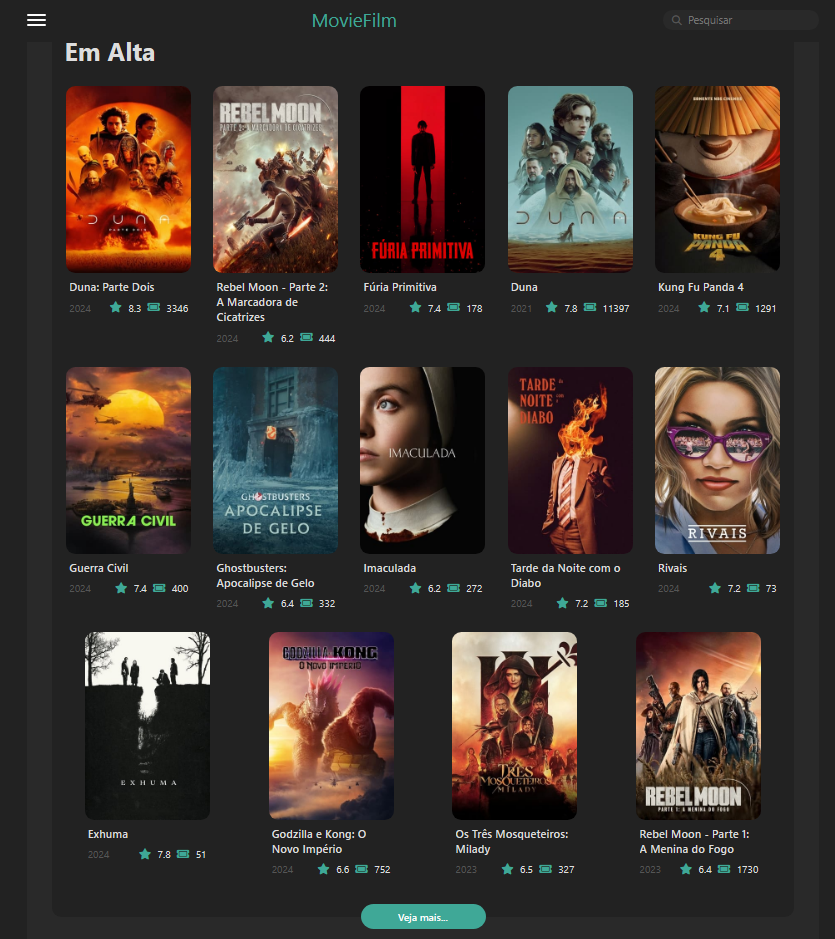 MovieFilm
Pesquisar
Em Alta
DUNA
PARTE DOIS
REBEL MOON
PARTE 2: A MARCADORA DE CICATRIZES
FÚRIA PRIMITIVA
DUNA
SOMENTE NOS CINEMAS
KUNG FU
PANDA
4
Duna: Parte Dois
2024 8.3 3346
Rebel Moon - Parte 2:
A Marcadora de
Cicatrizes
2024 6.2 444
Fúria Primitiva
2024 7.4 178
Duna
2021 7.8 11397
Kung Fu Panda 4
2024 7.1 1291
GUERRA CIVIL
GHOSTBUSTERS
APOCALIPSE
DE GELO
IMACULADA
TARDE DA
NOITE COM O
DIABO
RIVAIS
Guerra Civil
2024 7.4 400
Ghostbusters:
Apocalipse de Gelo
2024 6.4 332
Imaculada
2024 6.2 272
Tarde da Noite com o
Diabo
2024 7.2 185
Rivais
2024 7.2 73
EXHUMA
GODZILLA E KONG
O NOVO IMPÉRIO
OS TRÊS
MOSQUETEIROS
MILADY
REBEL MOON
PARTE 1: A MENINA DO FOGO
Exhuma
2024 7.8 51
Godzilla e Kong: O
Novo Império
2024 6.6 752
Os Três Mosqueteiros:
Milady
2023 6.5 327
Rebel Moon - Parte 1:
A Menina do Fogo
2023 6.4 1730
Veja mais...